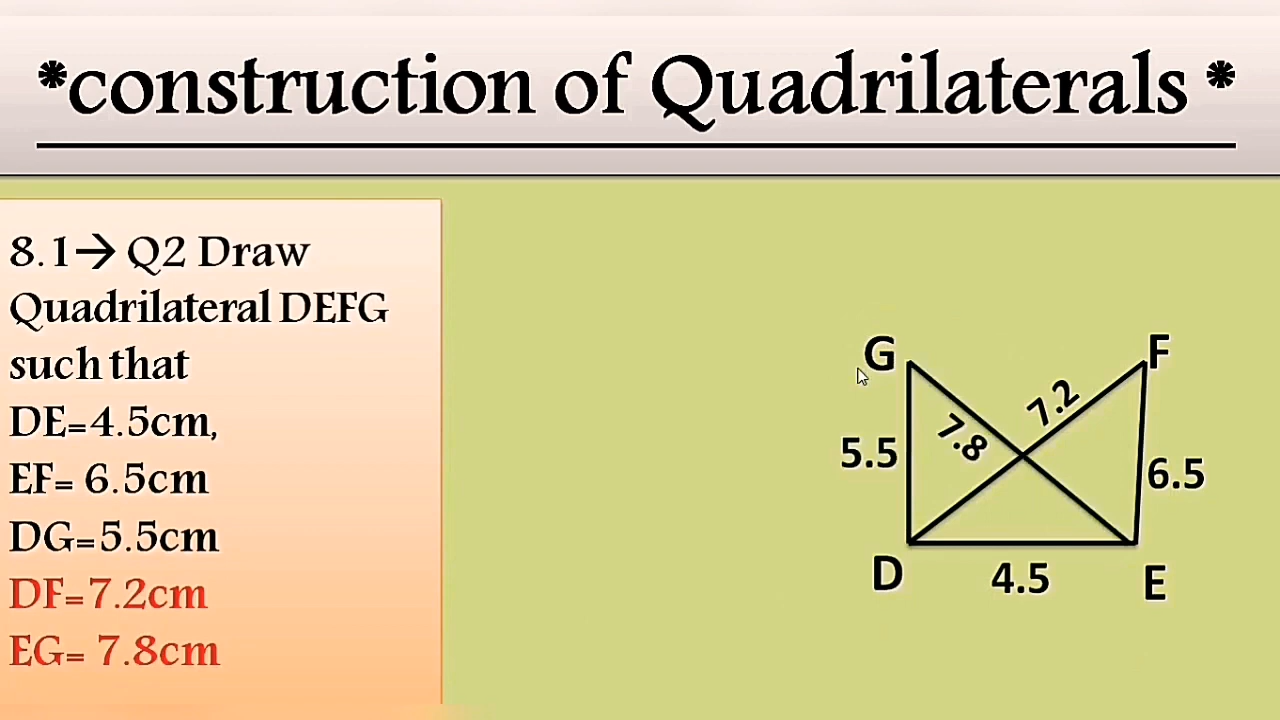 *construction of Quadrilaterals *
8.1→ Q2 Draw
Quadrilateral DEFG
such that
DE=4.5cm,
EF= 6.5cm
DG=5.5cm
DF=7.2cm
EG= 7.8cm
G
F
7.2
7.8
5.5
6.5
D
4.5
E